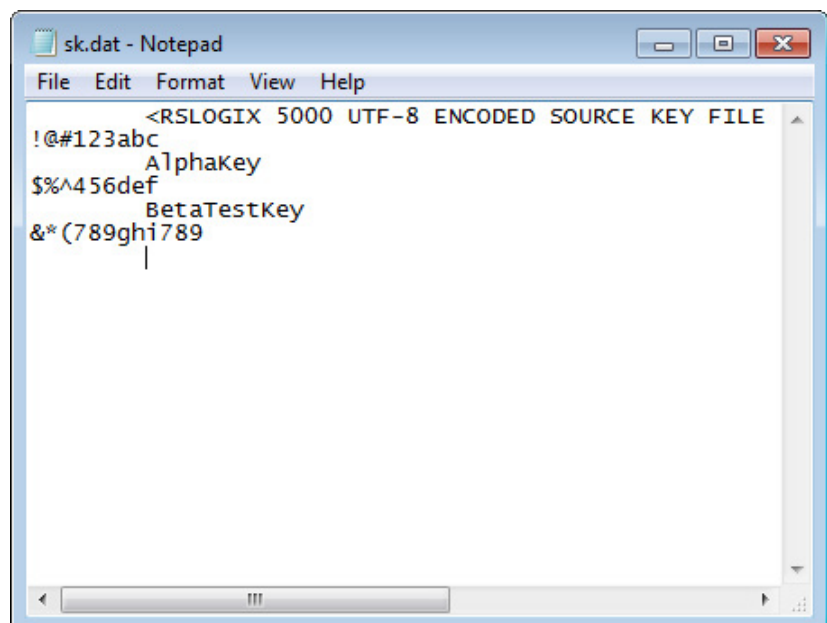 sk.dat - Notepad
File Edit Format View Help
<RSLOGIX 5000 UTF-8 ENCODED SOURCE KEY FILE
!@#123abc
AlphaKey
$%^456def
BetaTestKey
&*(789ghi789